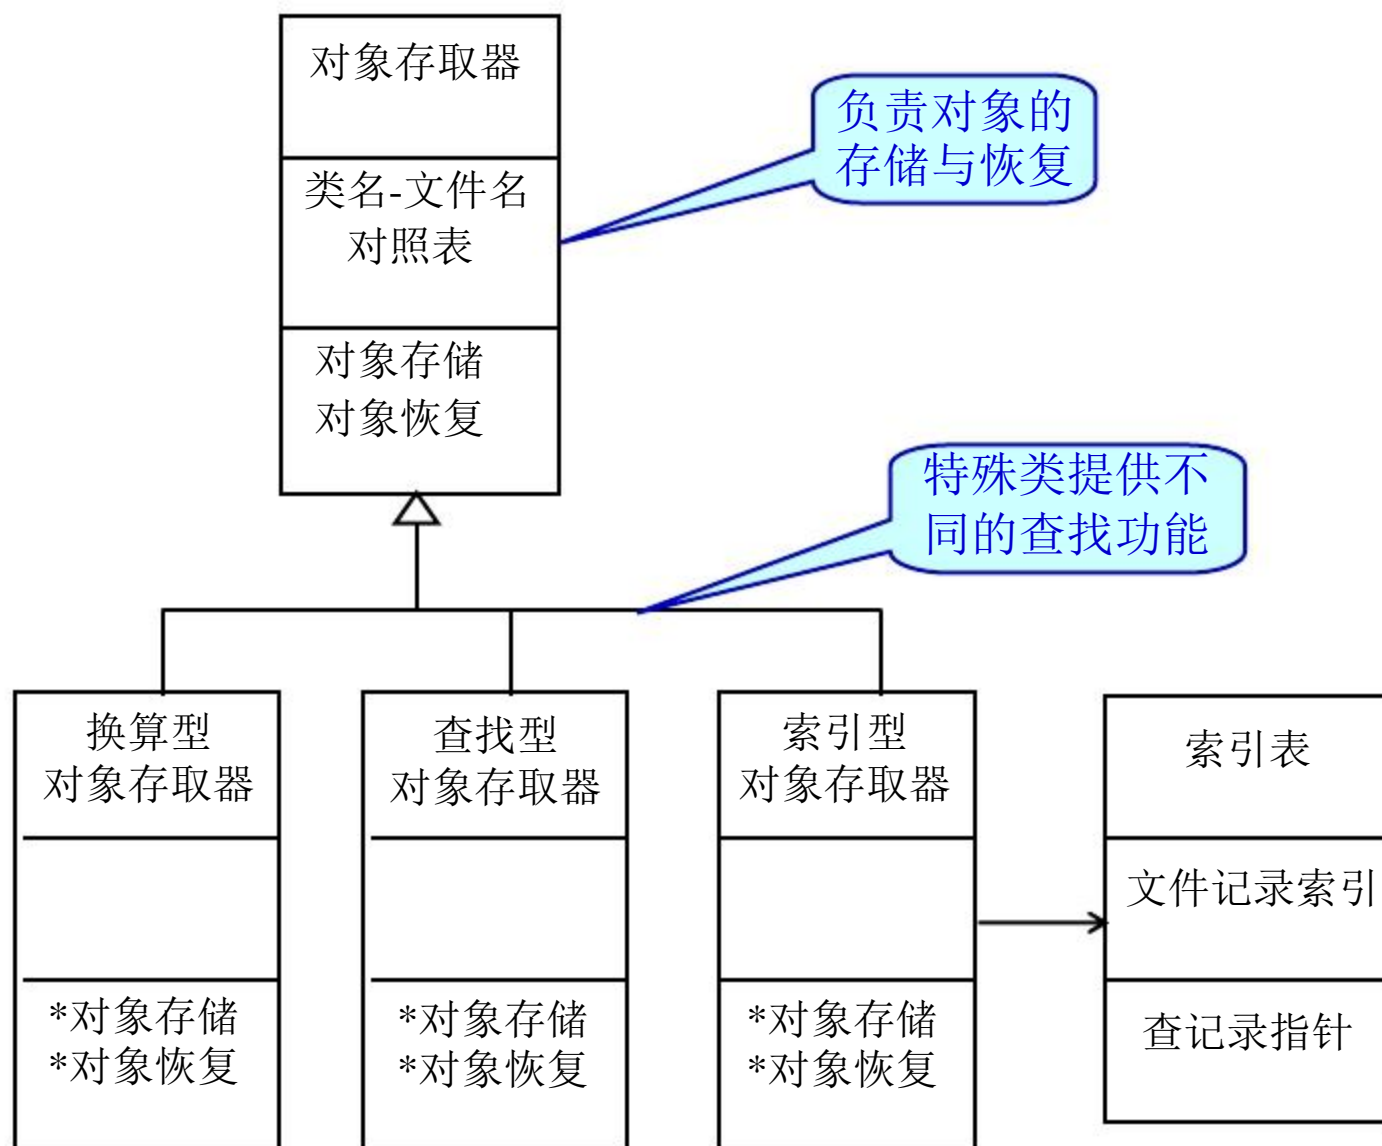 对象存取器
负责对象的
存储与恢复
类名-文件名
对照表
对象存储
对象恢复
特殊类提供不
同的查找功能
换算型
对象存取器
*对象存储
*对象恢复
查找型
对象存取器
*对象存储
*对象恢复
索引型
对象存取器
*对象存储
*对象恢复
索引表
文件记录索引
查记录指针